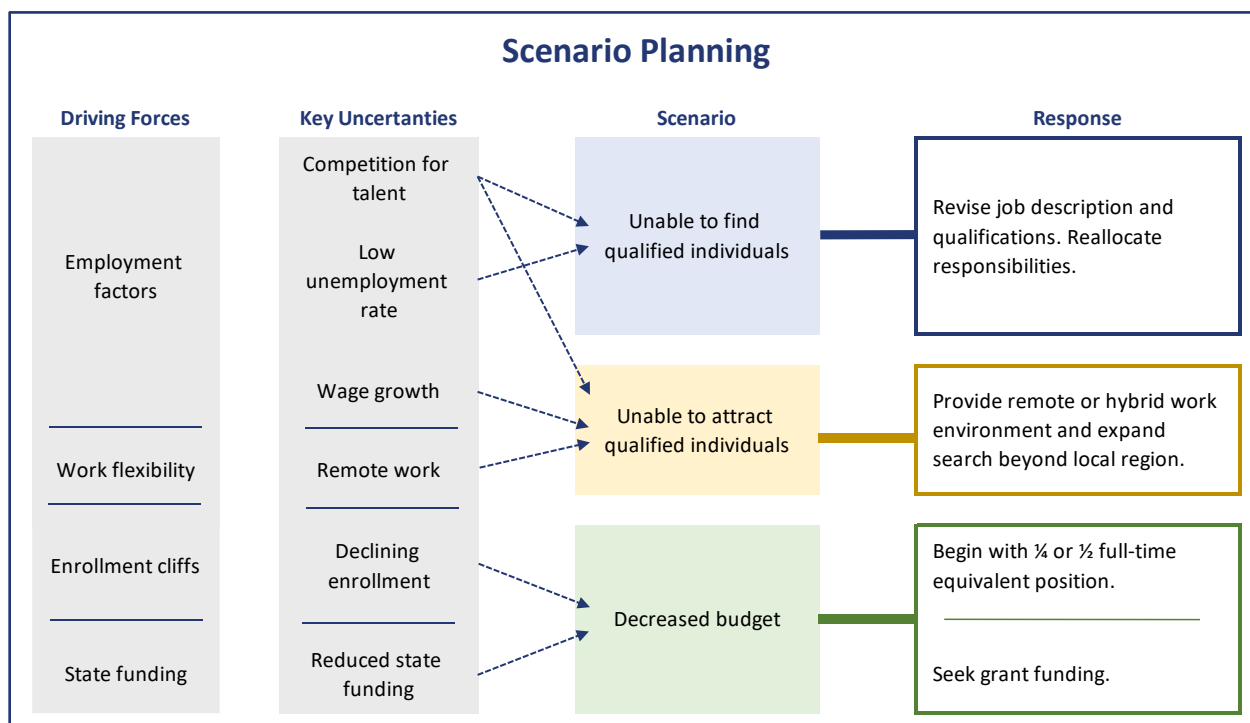 Scenario Planning
Driving Forces
Key Uncertanties
Scenario
Response
Employment
factors
Work flexibility
Enrollment cliffs
State funding
Competition for
talent
Low
unemployment
rate
Wage growth
Remote work
Declining
enrollment
Reduced state
funding
Unable to find
qualified individuals
Unable to attract
qualified individuals
Decreased budget
Revise job description and
qualifications. Reallocate
responsibilities.
Provide remote or hybrid work
environment and expand
search beyond local region.
Begin with ¼ or ½ full-time
equivalent position.
Seek grant funding.